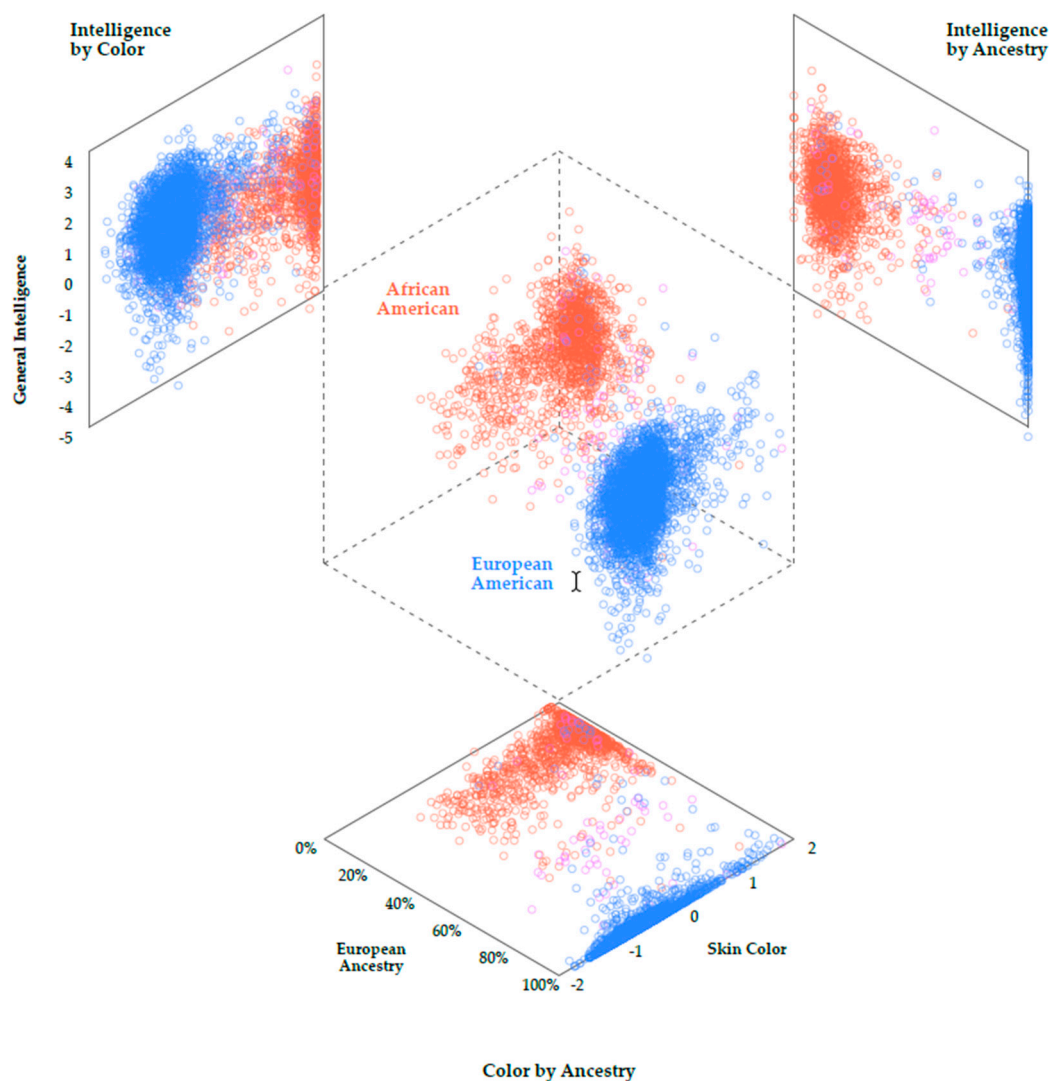 Intelligence
by Color
Intelligence
by Ancestry
General Intelligence
4
3
2
1
0
-1
-2
-3
-4
-5
African
American
European
American
0%
20%
40%
60%
80%
100%
European
Ancestry
-2
-1
0
1
2
Skin Color
Color by Ancestry